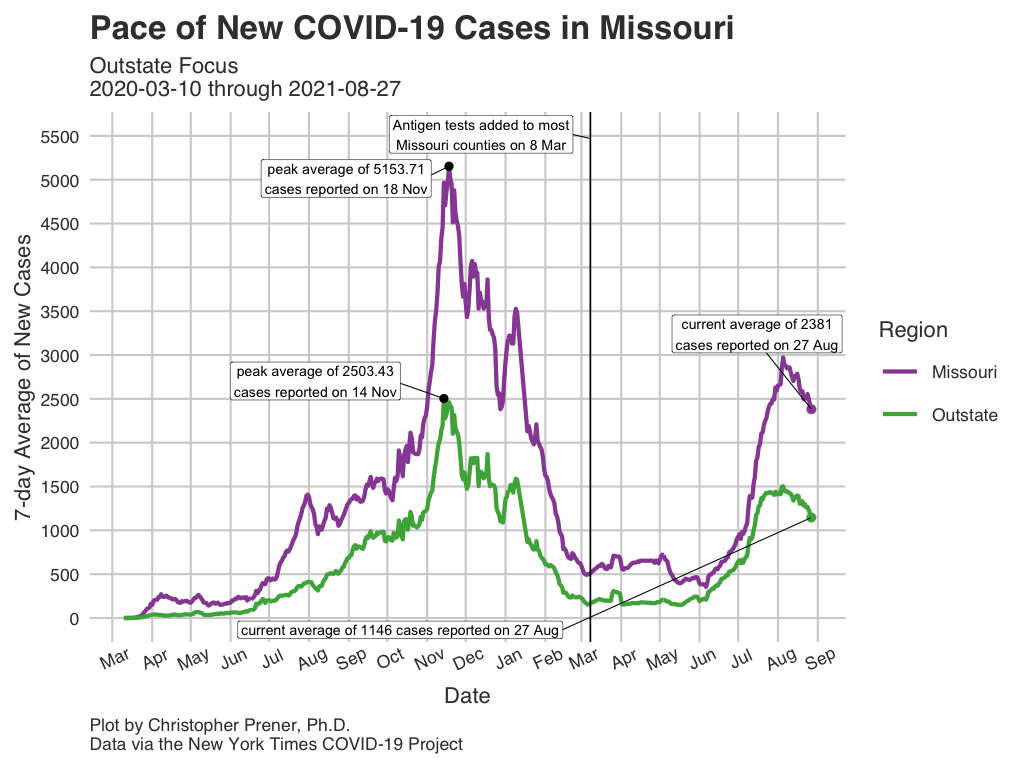 Pace of New COVID-19 Cases in Missouri
Outstate Focus
2020-03-10 through 2021-08-27
Antigen tests added to most
Missouri counties on 8 Mar
peak average of 5153.71
cases reported on 18 Nov
current average of 2381
cases reported on 27 Aug
peak average of 2503.43
cases reported on 14 Nov
current average of 1146 cases reported on 27 Aug
7-day Average of New Cases
5500
5000
4500
4000
3500
3000
2500
2000
1500
1000
500
0
Mar Apr May Jun Jul Aug Sep Oct Nov Dec Jan Feb Mar Apr May Jun Jul Aug Sep
Date
Region
Missouri
Outstate
Plot by Christopher Prener, Ph.D.
Data via the New York Times COVID-19 Project